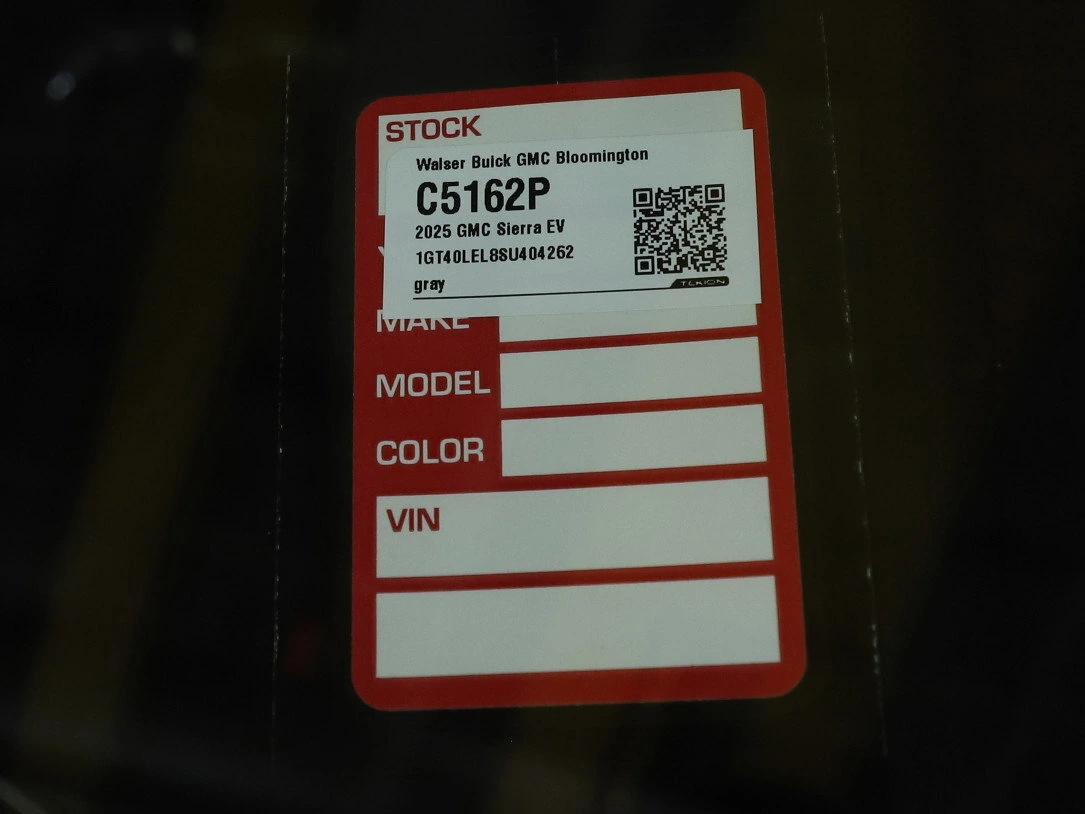 STOCK
Walser Buick GMC Bloomington
C5162P
2025 GMC Sierra EV
1GT40LEL8SU404262
gray
TEKION
MAKE
MODEL
COLOR
VIN